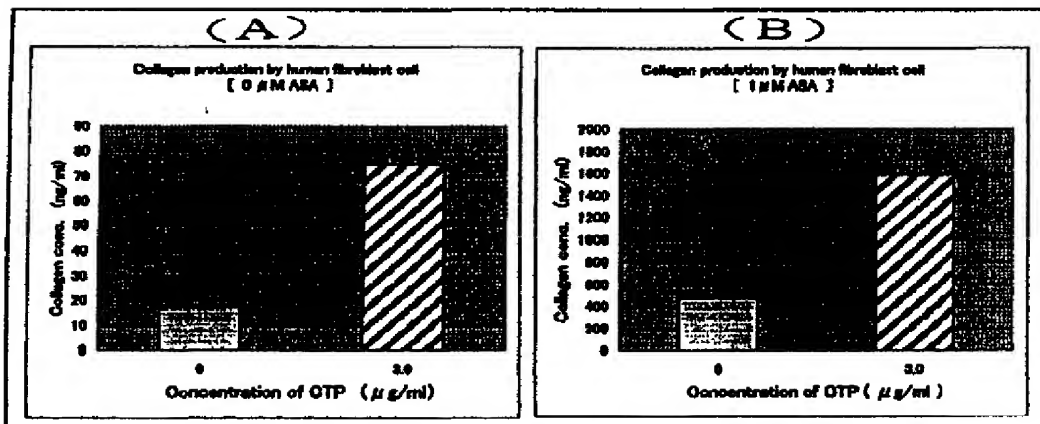 (A)
Collagen production by human fibroblast cell
[ 0 μM ASA ]
Collagen conc. (ng/ml)
90
80
70
60
50
40
30
20
10
0
0
3.0
Concentration of CTP (μg/ml)
(B)
Collagen production by human fibroblast cell
[ 1 μM ASA ]
Collagen conc. (ng/ml)
2000
1800
1600
1400
1200
1000
800
600
400
200
0
0
3.0
Concentration of CTP (μg/ml)